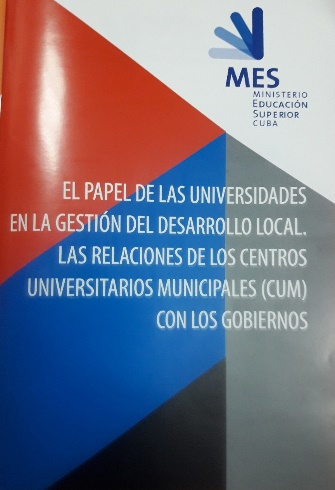 MES
MINISTERIO
EDUCACIÓN
SUPERIOR
CUBA
EL PAPEL DE LAS UNIVERSIDADES
EN LA GESTIÓN DEL DESARROLLO LOCAL.
LAS RELACIONES DE LOS CENTROS
UNIVERSITARIOS MUNICIPALES (CUM)
CON LOS GOBIERNOS